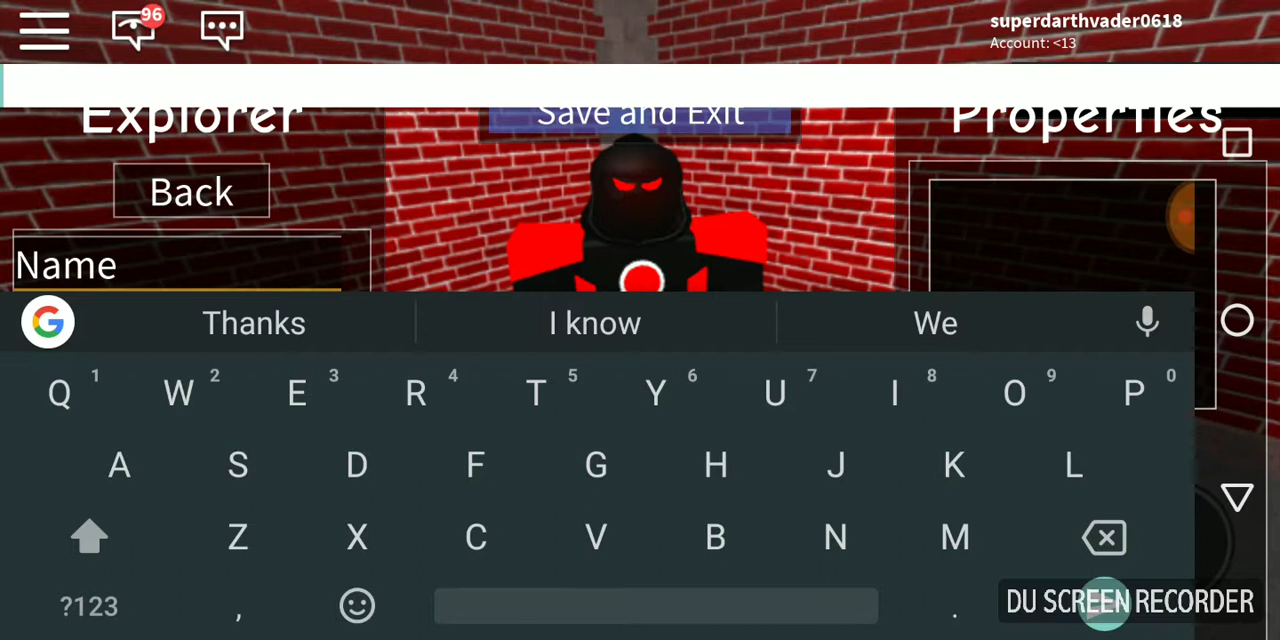 96
superdarthvader0618
Account: <13
Explorer
Save and Exit
Properties
Back
Name
G
Thanks
I know
We
Q 1 W 2 E 3 R 4 T 5 Y 6 U 7 I 8 O 9 P 0
A S D F G H J K L
Z X C V B N M
?123 , .
DU SCREEN RECORDER